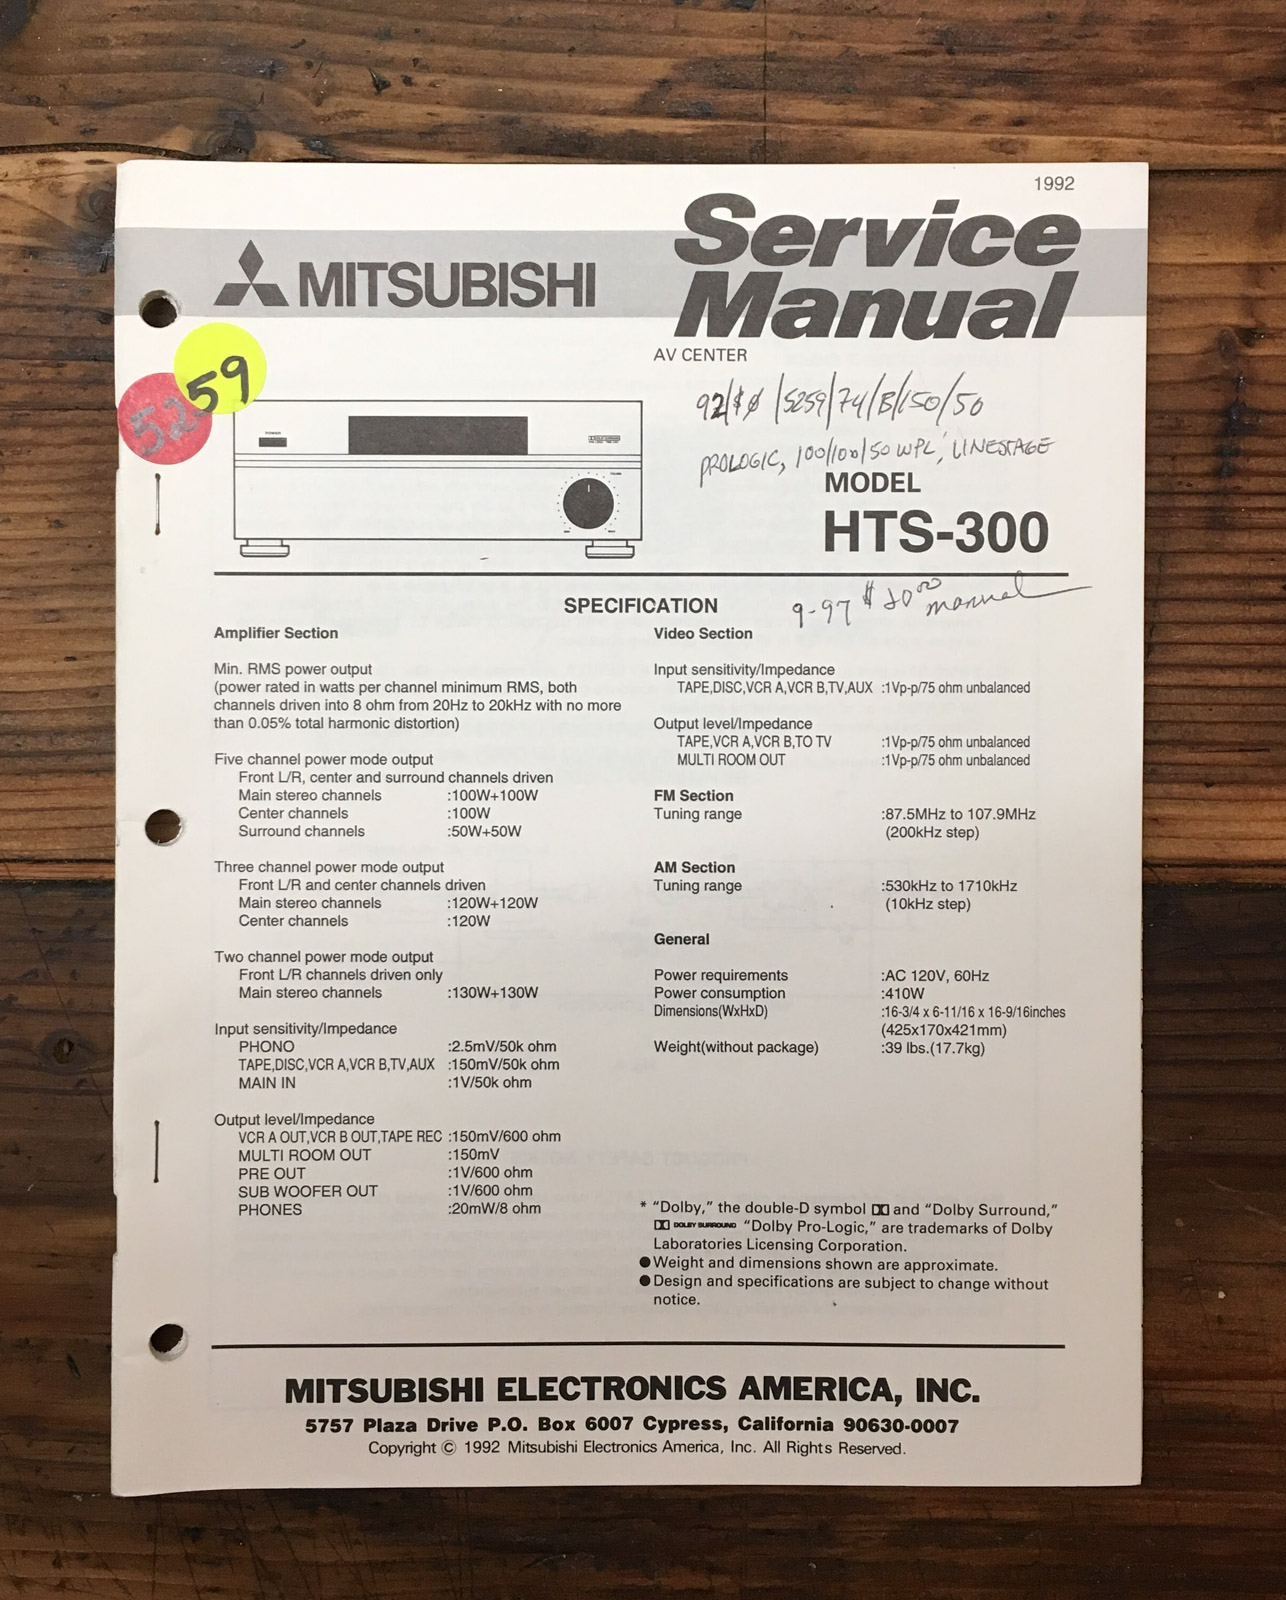 1992
MITSUBISHI
Service
Manual
AV CENTER
59
52
92/$0/5259/74/B/150/50
PROLOGIC, 100/100/50 WPL, LINESTAGE
POWER
MODEL
HTS-300
SPECIFICATION
9-97 $ 20.00 manual
Amplifier Section
Min. RMS power output
(power rated in watts per channel minimum RMS, both
channels driven into 8 ohm from 20Hz to 20kHz with no more
than 0.05% total harmonic distortion)
Five channel power mode output
Front L/R, center and surround channels driven
Main stereo channels :100W+100W
Center channels :100W
Surround channels :50W+50W
Three channel power mode output
Front L/R and center channels driven
Main stereo channels :120W+120W
Center channels :120W
Two channel power mode output
Front L/R channels driven only
Main stereo channels :130W+130W
Input sensitivity/Impedance
PHONO :2.5mV/50k ohm
TAPE,DISC,VCR A,VCR B,TV,AUX :150mV/50k ohm
MAIN IN :1V/50k ohm
Output level/Impedance
VCR A OUT,VCR B OUT,TAPE REC :150mV/600 ohm
MULTI ROOM OUT :150mV
PRE OUT :1V/600 ohm
SUB WOOFER OUT :1V/600 ohm
PHONES :20mW/8 ohm
Video Section
Input sensitivity/Impedance
TAPE,DISC,VCR A,VCR B,TV,AUX :1Vp-p/75 ohm unbalanced
Output level/Impedance
TAPE,VCR A,VCR B,TO TV :1Vp-p/75 ohm unbalanced
MULTI ROOM OUT :1Vp-p/75 ohm unbalanced
FM Section
Tuning range :87.5MHz to 107.9MHz
(200kHz step)
AM Section
Tuning range :530kHz to 1710kHz
(10kHz step)
General
Power requirements :AC 120V, 60Hz
Power consumption :410W
Dimensions(WxHxD) :16-3/4 x 6-11/16 x 16-9/16inches
(425x170x421mm)
Weight(without package) :39 lbs.(17.7kg)
* “Dolby,” the double-D symbol and “Dolby Surround,”
DOLBY SURROUND “Dolby Pro-Logic,” are trademarks of Dolby
Laboratories Licensing Corporation.
● Weight and dimensions shown are approximate.
● Design and specifications are subject to change without
notice.
MITSUBISHI ELECTRONICS AMERICA, INC.
5757 Plaza Drive P.O. Box 6007 Cypress, California 90630-0007
Copyright © 1992 Mitsubishi Electronics America, Inc. All Rights Reserved.